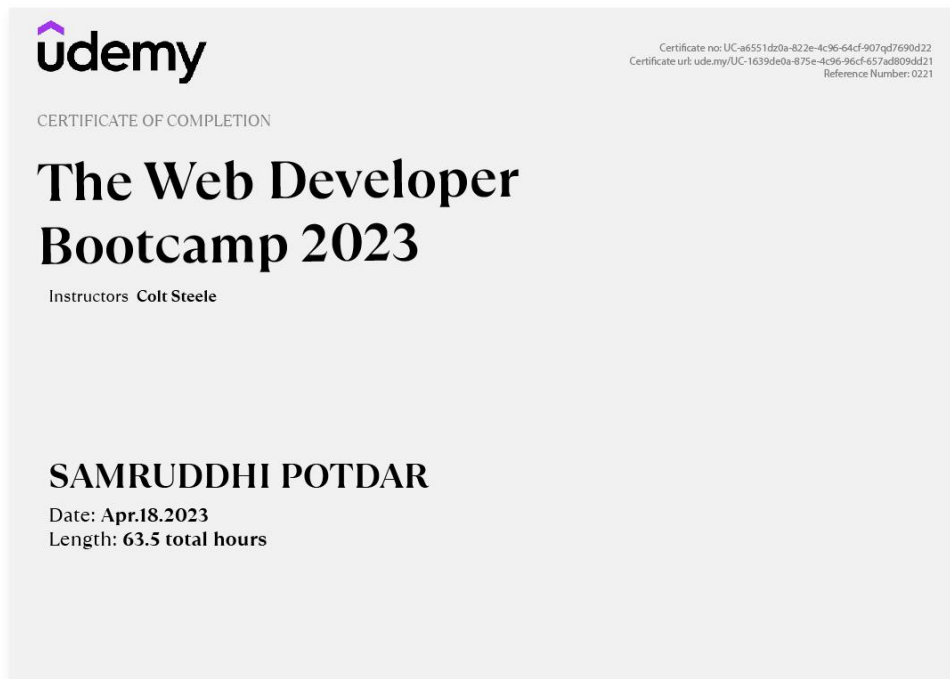 udemy
Certificate no: UC-a6551dz0a-822e-4c96-64cf-907qd7690d22
Certificate url: ude.my/UC-1639de0a-875e-4c96-96cf-657ad809dd21
Reference Number: 0221
CERTIFICATE OF COMPLETION
The Web Developer
Bootcamp 2023
Instructors Colt Steele
SAMRUDDHI POTDAR
Date: Apr.18.2023
Length: 63.5 total hours